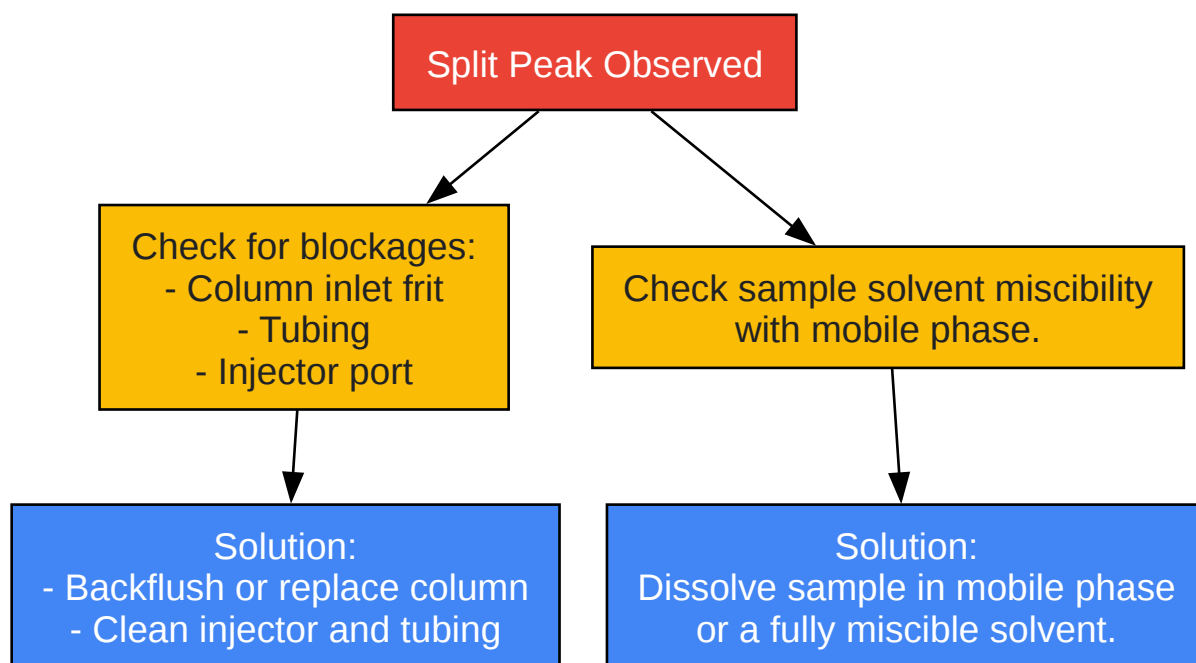 Split Peak Observed
Check for blockages:
- Column inlet frit
- Tubing
- Injector port
Check sample solvent miscibility
with mobile phase.
Solution:
- Backflush or replace column
- Clean injector and tubing
Solution:
Dissolve sample in mobile phase
or a fully miscible solvent.